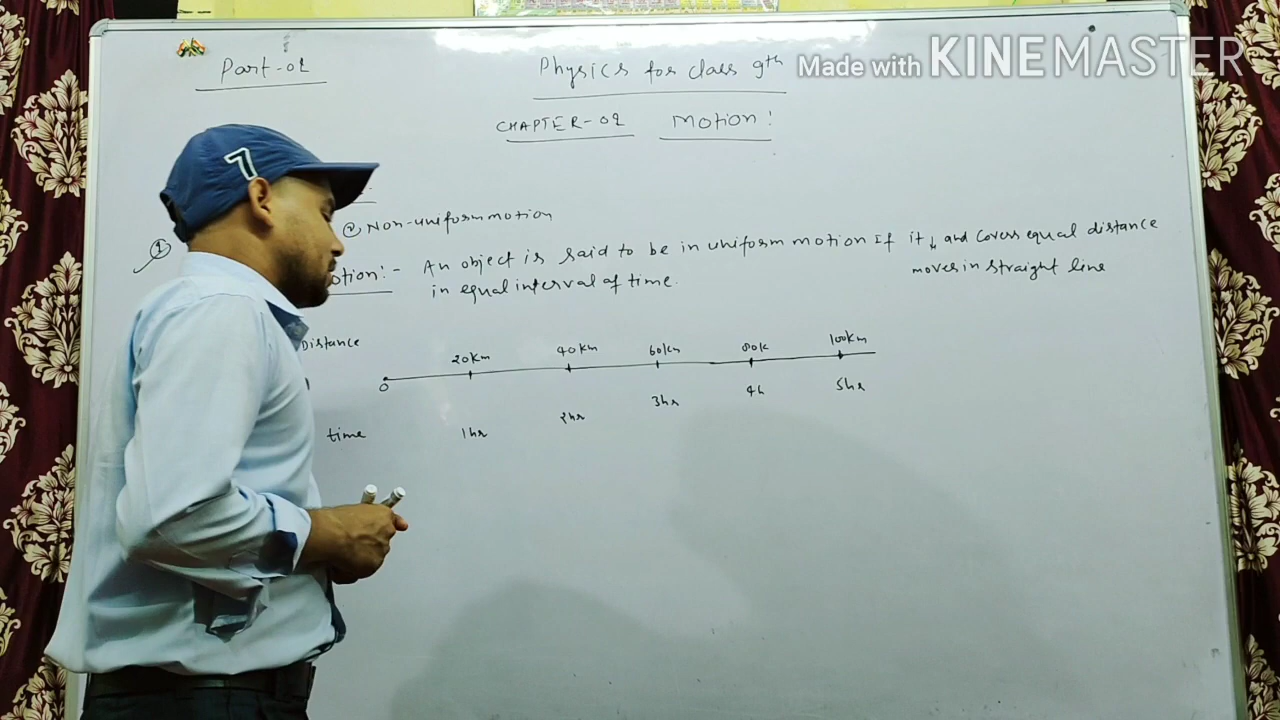 Part-02
Physics for class 9th
Made with KINEMASTER
CHAPTER-02 Motion!
② Non-uniform motion
① otion!- An object is said to be in uniform motion If it↓ and covers equal distance
moves in straight line
in equal interval of time.
Distance
20km 40km 60km 80k 100km
0
time 1hr 2hr 3hr 4h 5hr
7